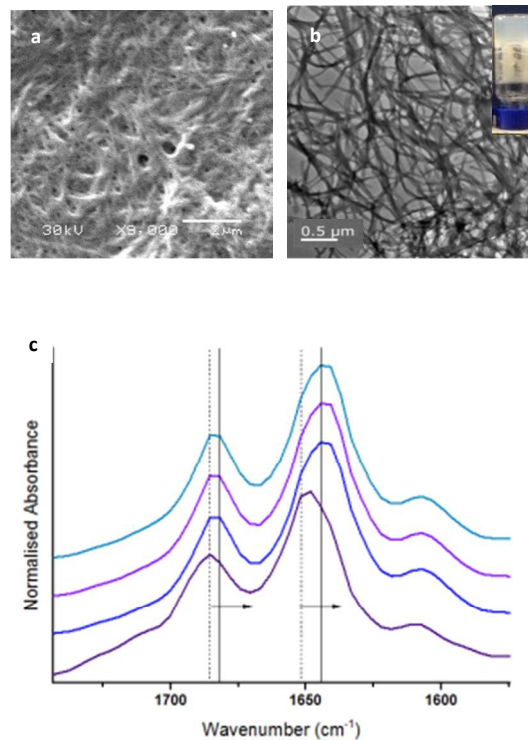 a
30kV X9,000 2µm
b
0.5 µm
c
Normalised Absorbance
1700
1650
1600
Wavenumber (cm⁻¹)